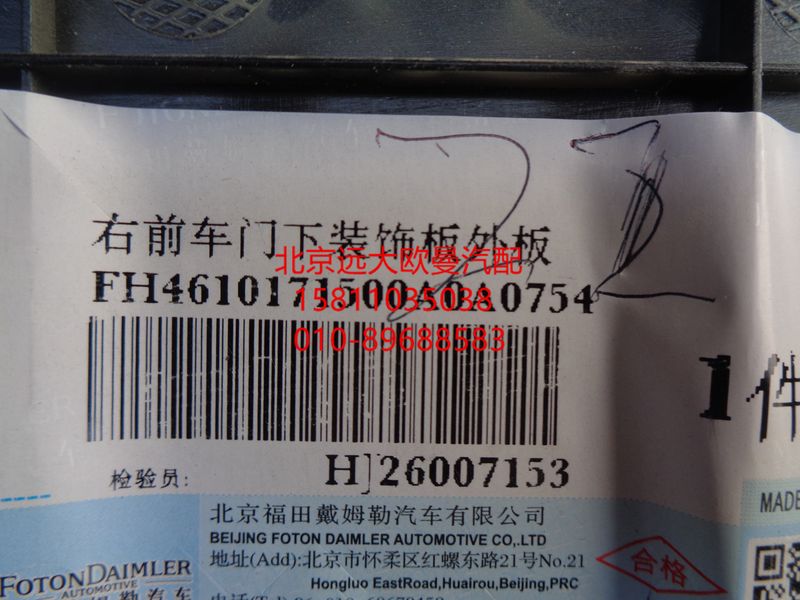 右前车门下装饰板外板
北京远大欧曼汽配
FH4610171500A0A0754
15811035038
010-89688583
1件
检验员:
HJ26007153
北京福田戴姆勒汽车有限公司
BEIJING FOTON DAIMLER AUTOMOTIVE CO,.LTD
MADE
地址(Add):北京市怀柔区红螺东路21号No.21
合格
Hongluo EastRoad,Huairou,Beijing,PRC
FOTONDAIMLER
AUTOMOTIVE